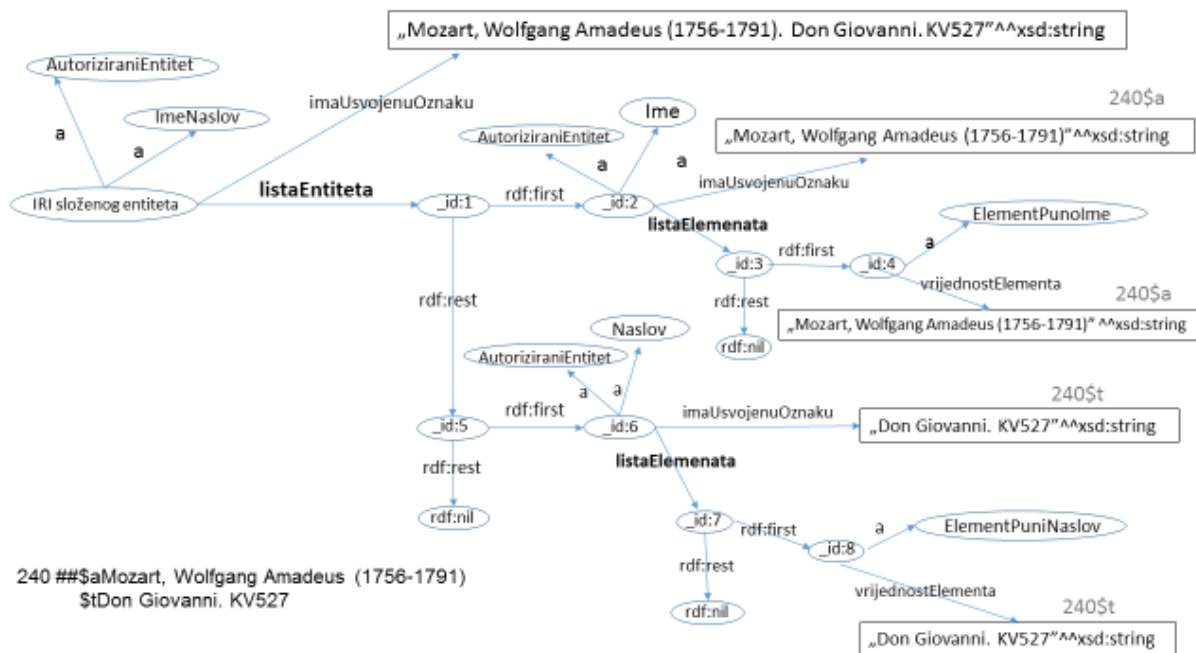 „Mozart, Wolfgang Amadeus (1756-1791). Don Giovanni. KV527”^^xsd:string
AutoriziraniEntitet
imaUsvojenuOznaku
a
ImeNaslov
a
240$a
Ime
AutoriziraniEntitet
„Mozart, Wolfgang Amadeus (1756-1791)”^^xsd:string
a
a
imaUsvojenuOznaku
IRI složenog entiteta
listaEntiteta
_id:1
rdf:first
_id:2
listaElemenata
ElementPunoIme
_id:3
rdf:first
_id:4
a
vrijednostElementa
240$a
rdf:rest
rdf:rest
„Mozart, Wolfgang Amadeus (1756-1791)” ^^xsd:string
rdf:nil
Naslov
AutoriziraniEntitet
a
a
240$t
_id:5
rdf:first
_id:6
imaUsvojenuOznaku
„Don Giovanni. KV527”^^xsd:string
rdf:rest
listaElemenata
rdf:nil
_id:7
rdf:first
_id:8
a
ElementPuniNaslov
rdf:rest
vrijednostElementa
240$t
rdf:nil
„Don Giovanni. KV527”^^xsd:string
240 ##$aMozart, Wolfgang Amadeus (1756-1791)
$tDon Giovanni. KV527